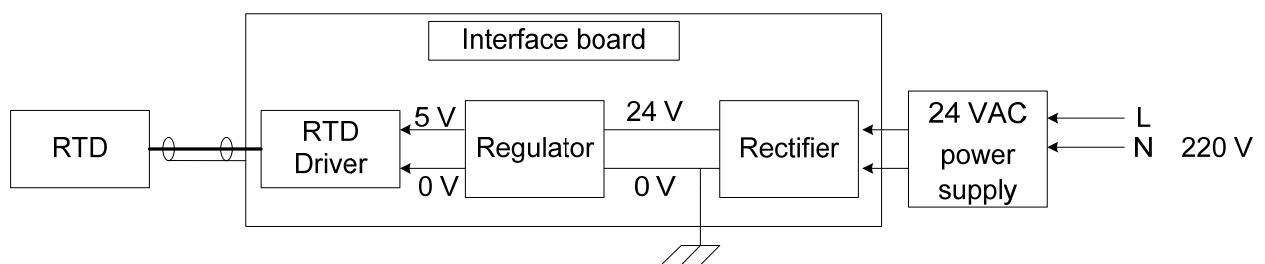 Interface board
RTD
RTD
Driver
5 V
0 V
Regulator
24 V
0 V
Rectifier
24 VAC
power
supply
L
N 220 V